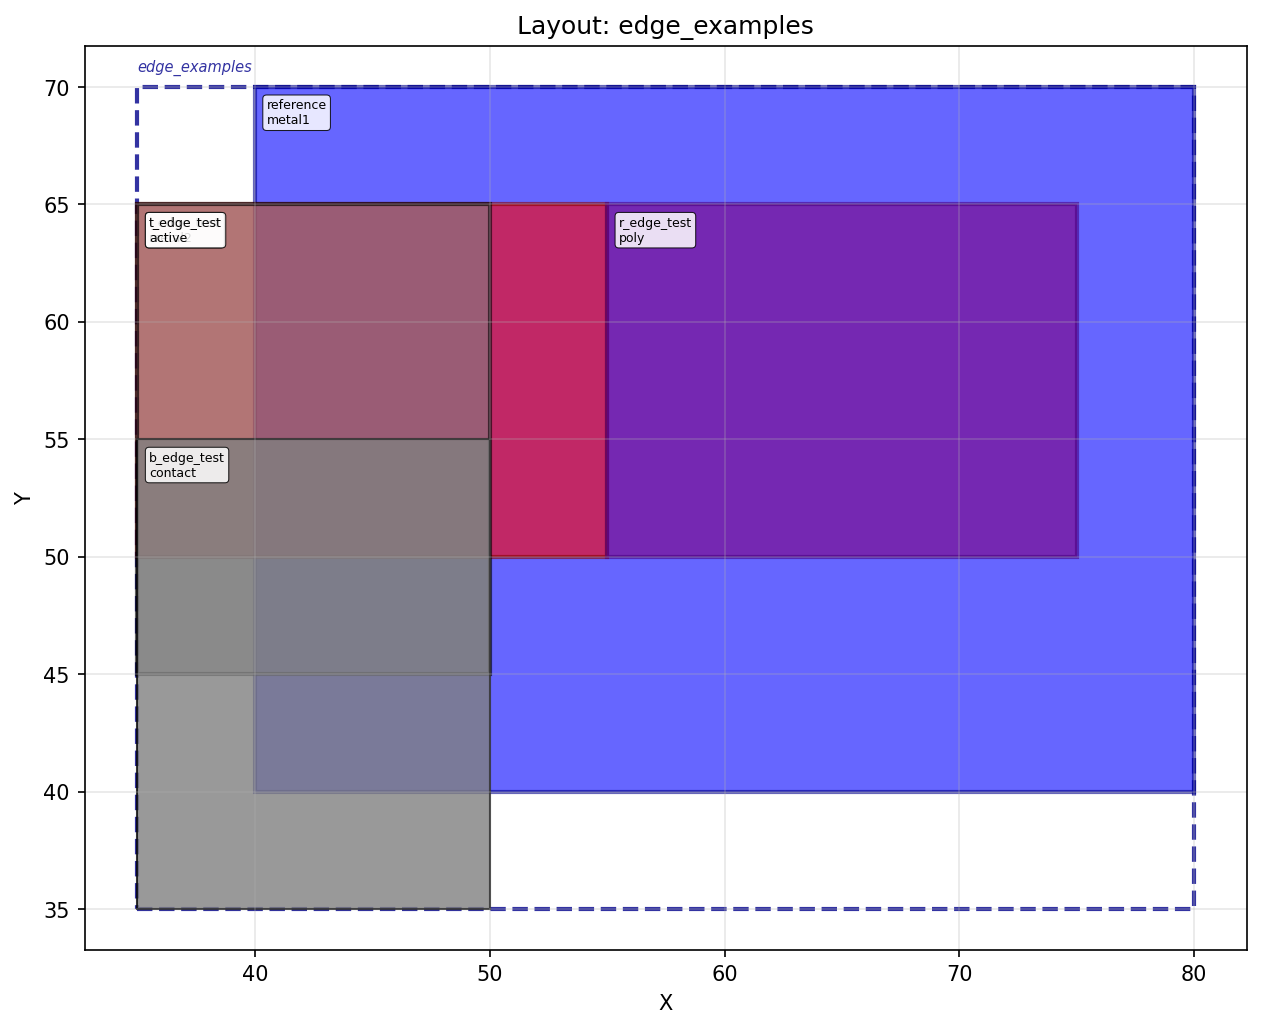 Layout: edge_examples
edge_examples
reference
metal1
t_edge_test
active
r_edge_test
poly
b_edge_test
contact
70
65
60
55
50
45
40
35
Y
40
50
60
70
80
X